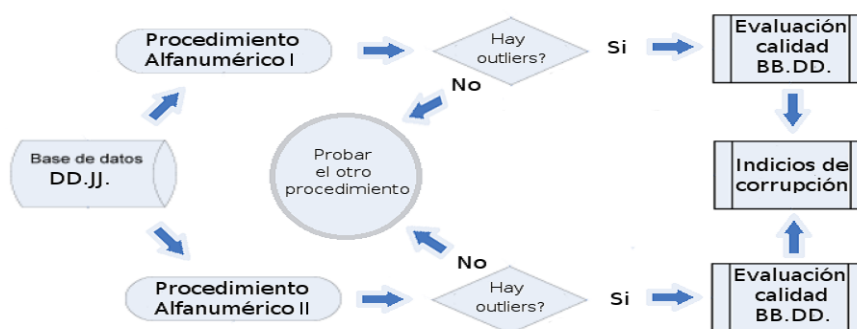 Procedimiento
Alfanumérico I
Hay
outliers?
Si
Evaluación
calidad
BB.DD.
No
Base de datos
DD.JJ.
Probar
el otro
procedimiento
Indicios de
corrupción
No
Procedimiento
Alfanumérico II
Hay
outliers?
Si
Evaluación
calidad
BB.DD.